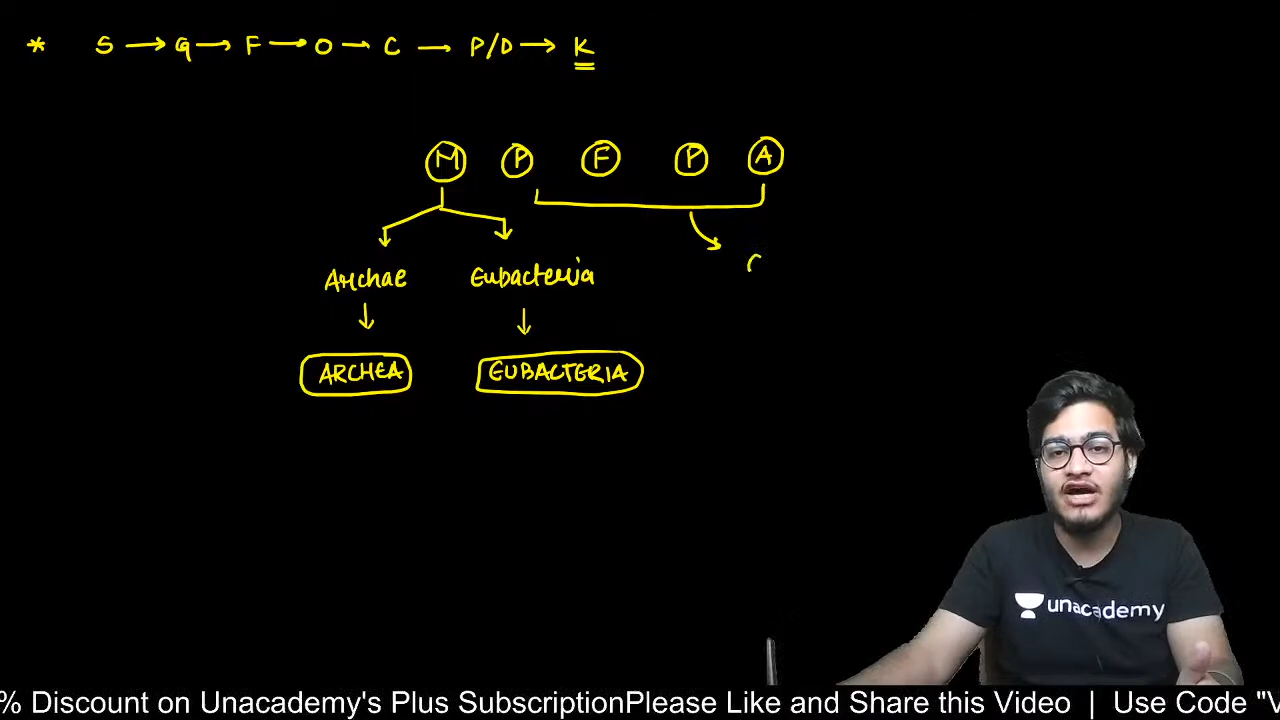 * S → G → F → O → C → P/D → K
M P F P A
Archae Eubacteria
ARCHEA EUBACTERIA
unacademy
% Discount on Unacademy's Plus SubscriptionPlease Like and Share this Video | Use Code "V